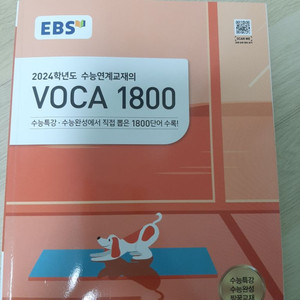 EBS
2024학년도 수능연계교재의
VOCA 1800
수능특강·수능완성에서 직접 뽑은 1800단어 수록!
수능특강
수능완성